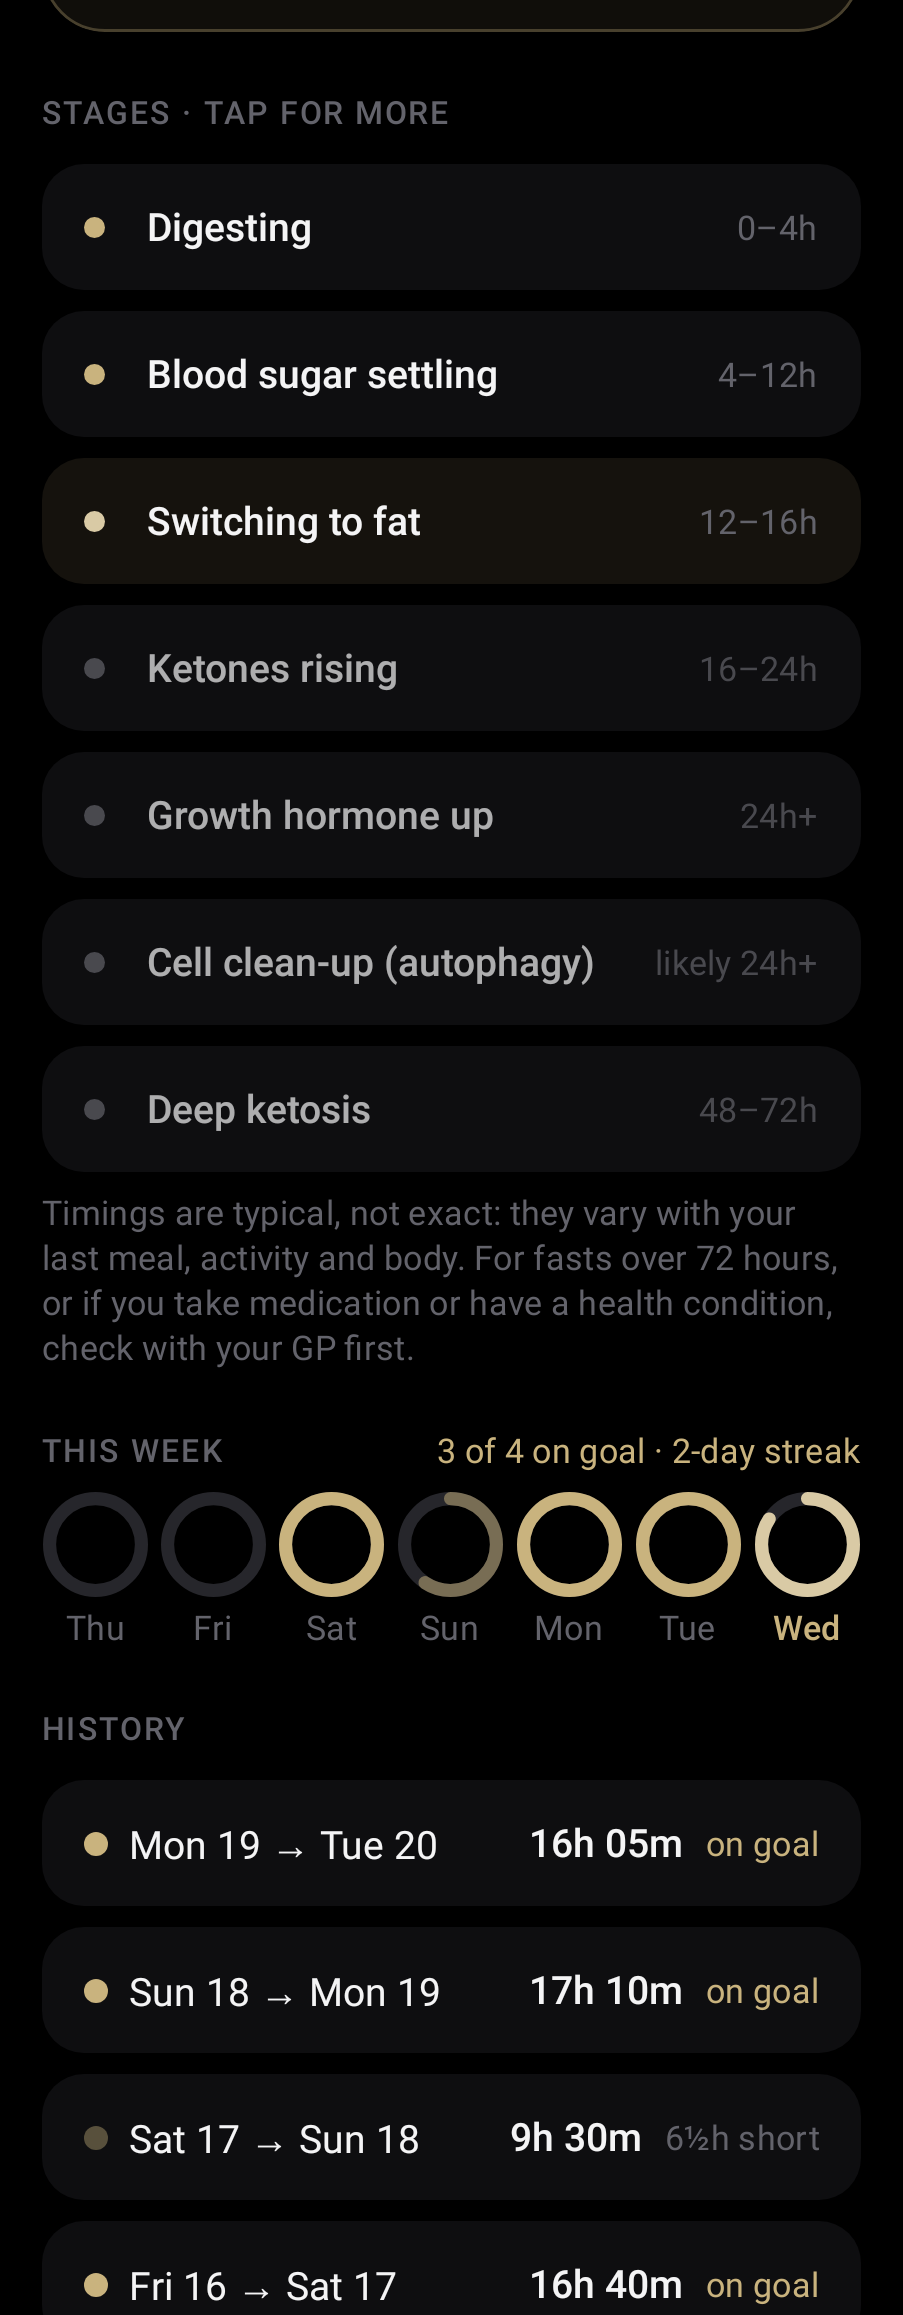 STAGES · TAP FOR MORE
Digesting 0–4h
Blood sugar settling 4–12h
Switching to fat 12–16h
Ketones rising 16–24h
Growth hormone up 24h+
Cell clean-up (autophagy) likely 24h+
Deep ketosis 48–72h
Timings are typical, not exact: they vary with your
last meal, activity and body. For fasts over 72 hours,
or if you take medication or have a health condition,
check with your GP first.
THIS WEEK 3 of 4 on goal · 2-day streak
Thu Fri Sat Sun Mon Tue Wed
HISTORY
Mon 19 → Tue 20 16h 05m on goal
Sun 18 → Mon 19 17h 10m on goal
Sat 17 → Sun 18 9h 30m 6½h short
Fri 16 → Sat 17 16h 40m on goal